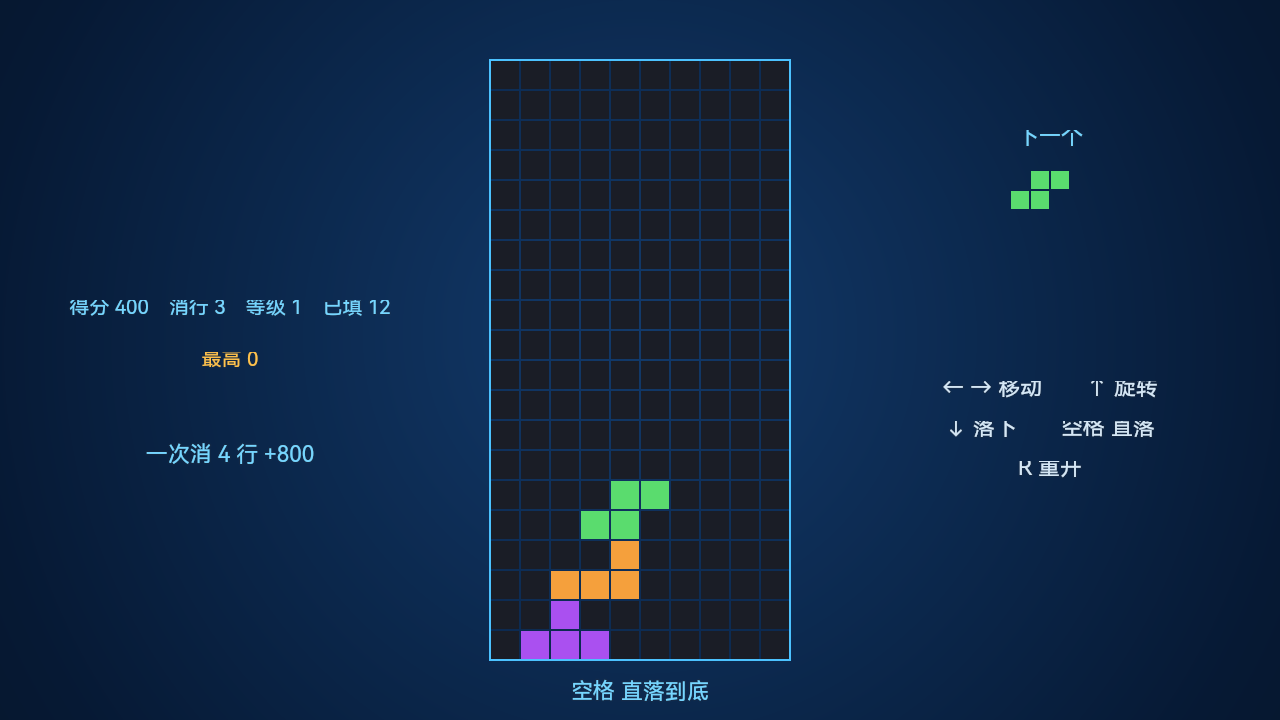 下一个
得分 400 消行 3 等级 1 已填 12
最高 0
← → 移动 ↑ 旋转
↓ 落下 空格 直落
R 重开
一次消 4 行 +800
空格 直落到底